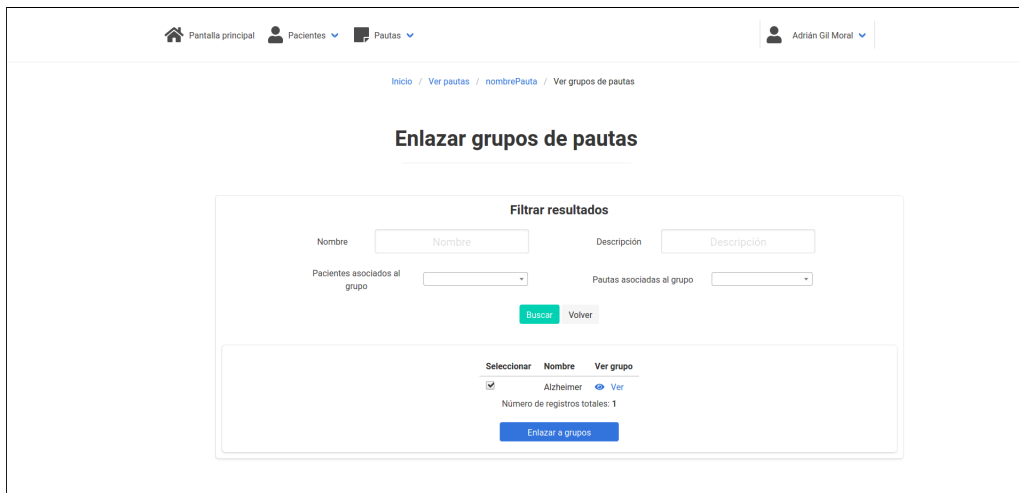 Pantalla principal Pacientes Pautas Adrián Gil Moral
Inicio / Ver pautas / nombrePauta / Ver grupos de pautas
Enlazar grupos de pautas
Filtrar resultados
Nombre Nombre Descripción Descripción
Pacientes asociados al
grupo
Pautas asociadas al grupo
Buscar Volver
Seleccionar Nombre Ver grupo
Alzheimer Ver
Número de registros totales: 1
Enlazar a grupos